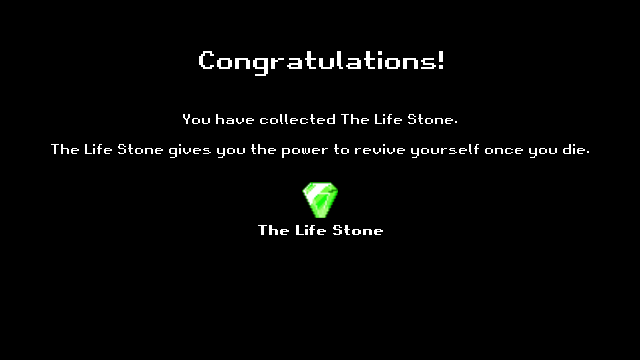 Congratulations!
You have collected The Life Stone.
The Life Stone gives you the power to revive yourself once you die.
The Life Stone